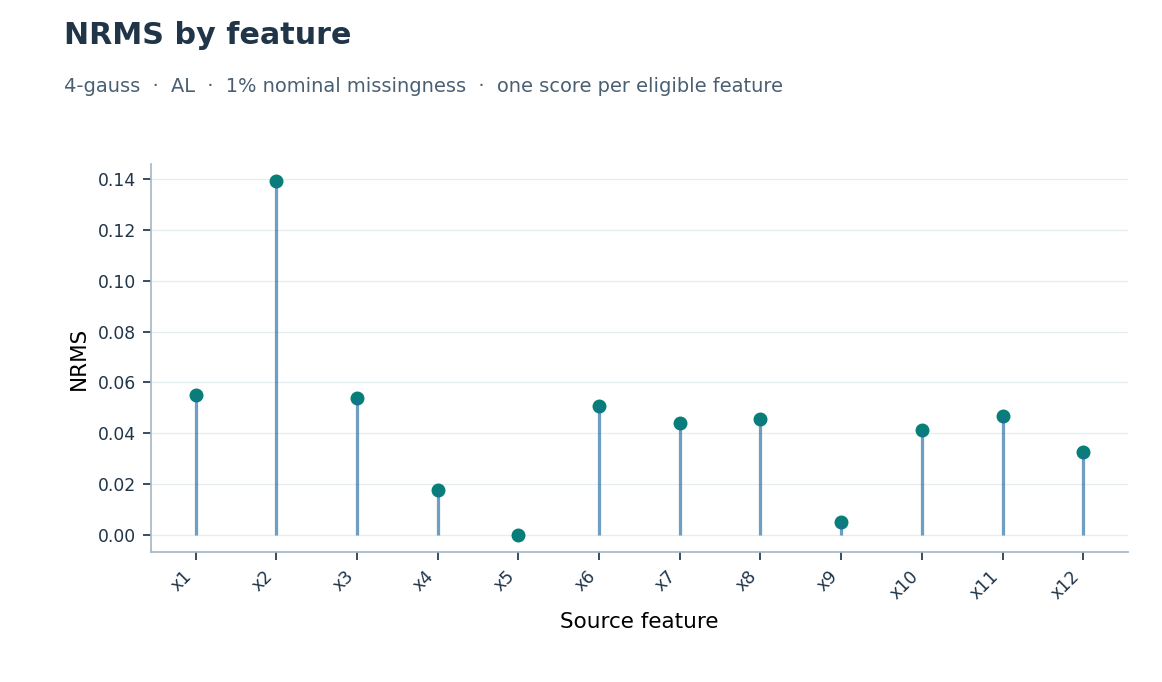 NRMS by feature
4-gauss · AL · 1% nominal missingness · one score per eligible feature
NRMS
0.14
0.12
0.10
0.08
0.06
0.04
0.02
0.00
x1 x2 x3 x4 x5 x6 x7 x8 x9 x10 x11 x12
Source feature